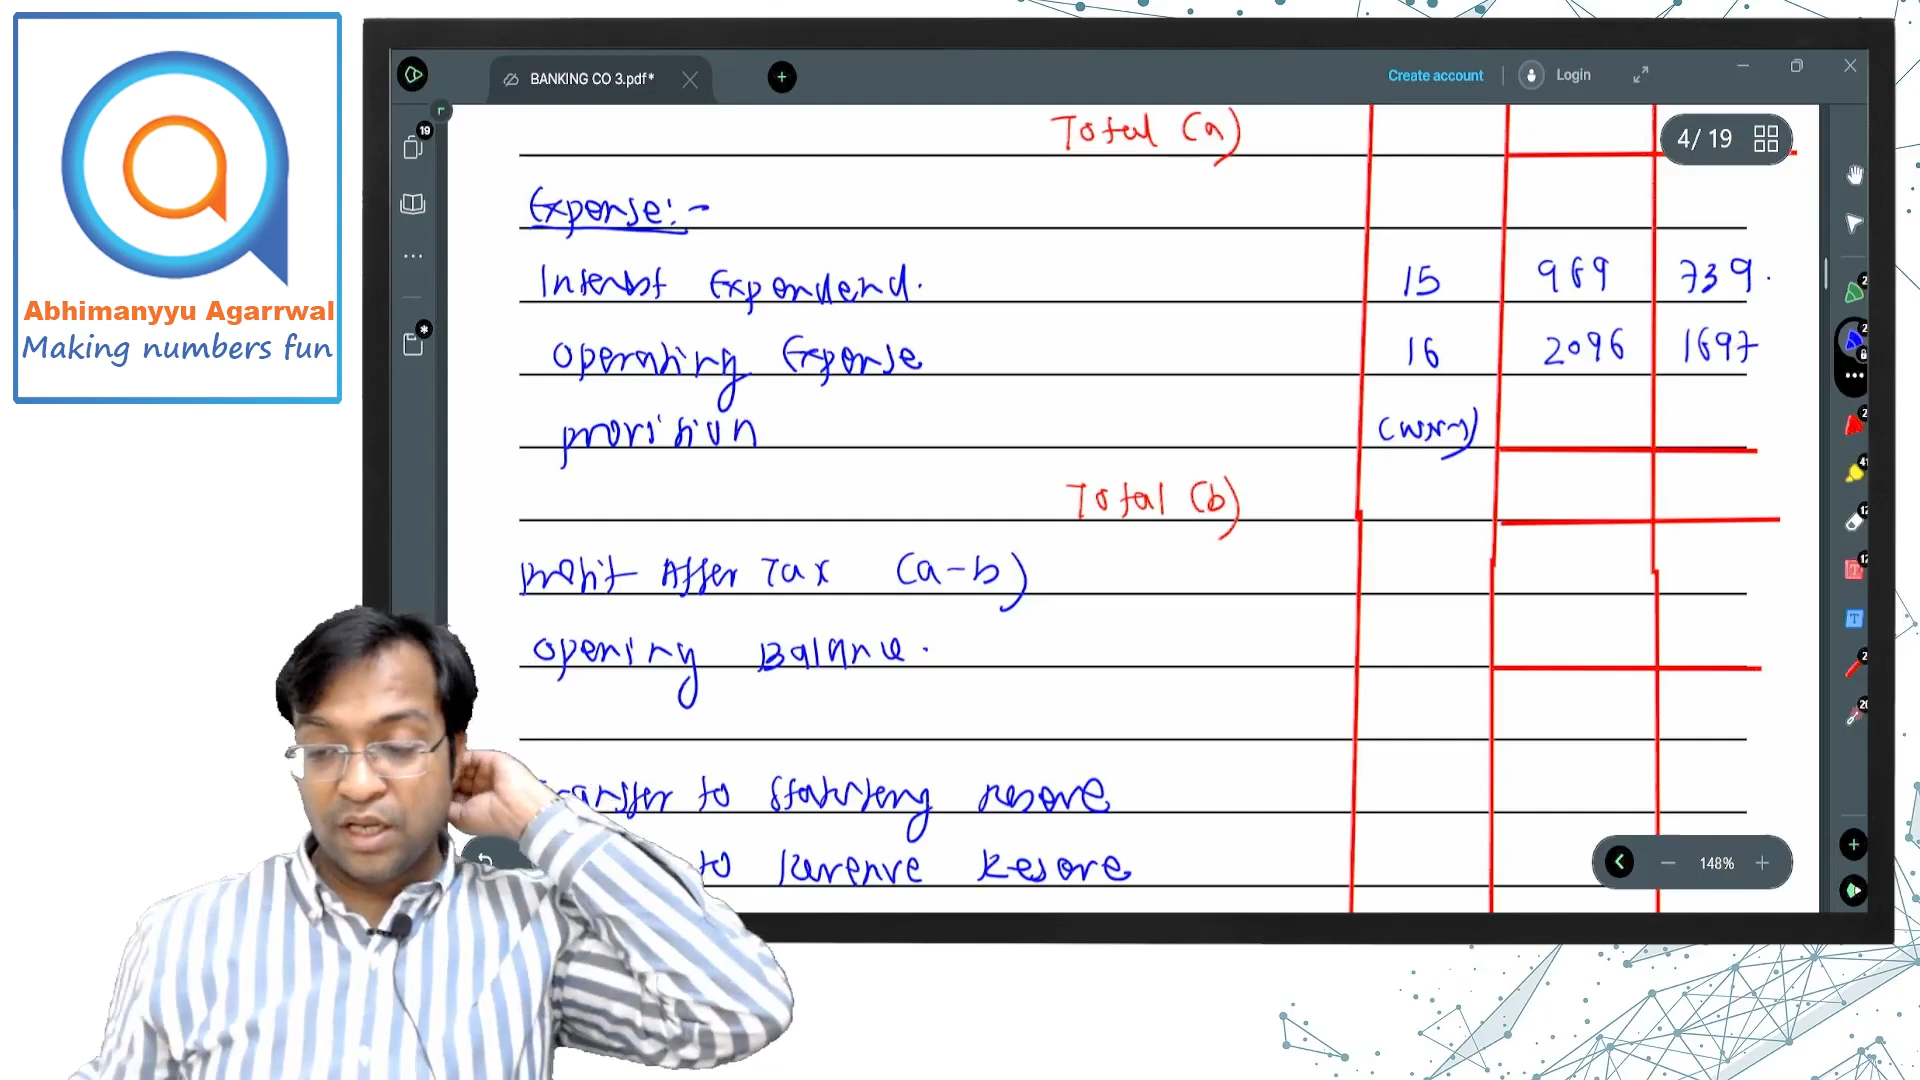 Abhimanyyu Agarrwal
Making numbers fun
BANKING CO 3.pdf*
Create account
Login
19
4/ 19
Total (a)
Expense:-
Interest Expendend. 15 969 739.
Operating Expense 16 2096 1697
provision
Total (b)
profit After Tax (a-b)
Opening Balance.
to statutory reserve
to Revenue Reserve
148%